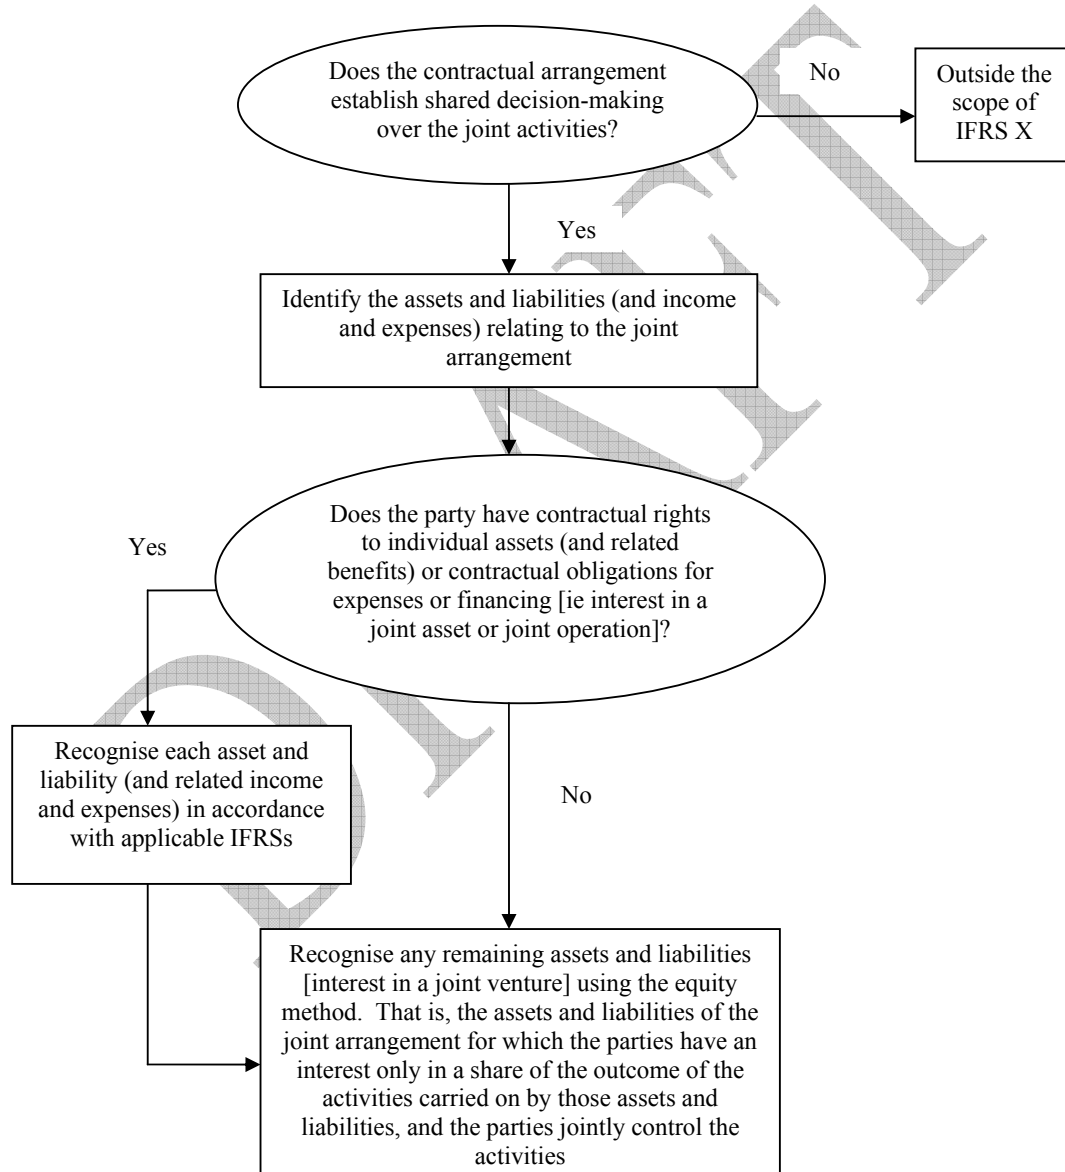 Does the contractual arrangement
establish shared decision-making
over the joint activities?
No
Outside the
scope of
IFRS X
Yes
Identify the assets and liabilities (and income
and expenses) relating to the joint
arrangement
Does the party have contractual rights
to individual assets (and related
benefits) or contractual obligations for
expenses or financing [ie interest in a
joint asset or joint operation]?
Yes
Recognise each asset and
liability (and related income
and expenses) in accordance
with applicable IFRSs
No
Recognise any remaining assets and liabilities
[interest in a joint venture] using the equity
method.  That is, the assets and liabilities of the
joint arrangement for which the parties have an
interest only in a share of the outcome of the
activities carried on by those assets and
liabilities, and the parties jointly control the
activities
DRAFT